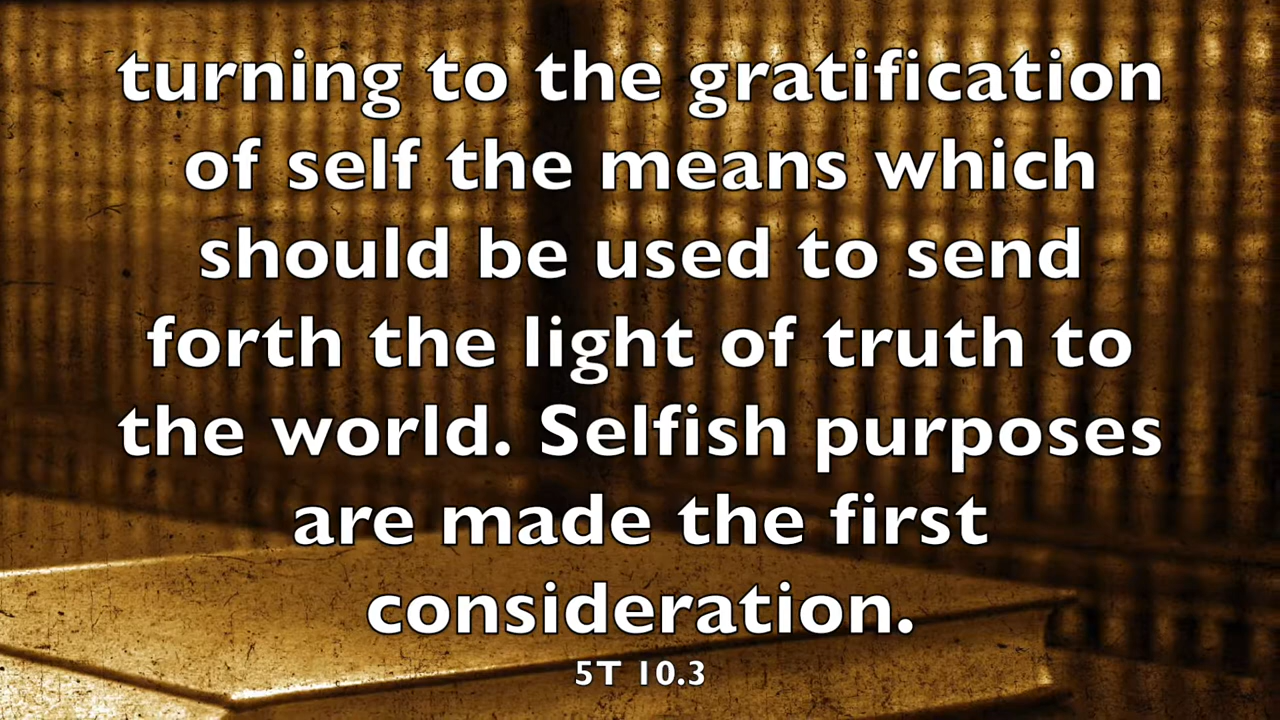 turning to the gratification
of self the means which
should be used to send
forth the light of truth to
the world. Selfish purposes
are made the first
consideration.
5T 10.3